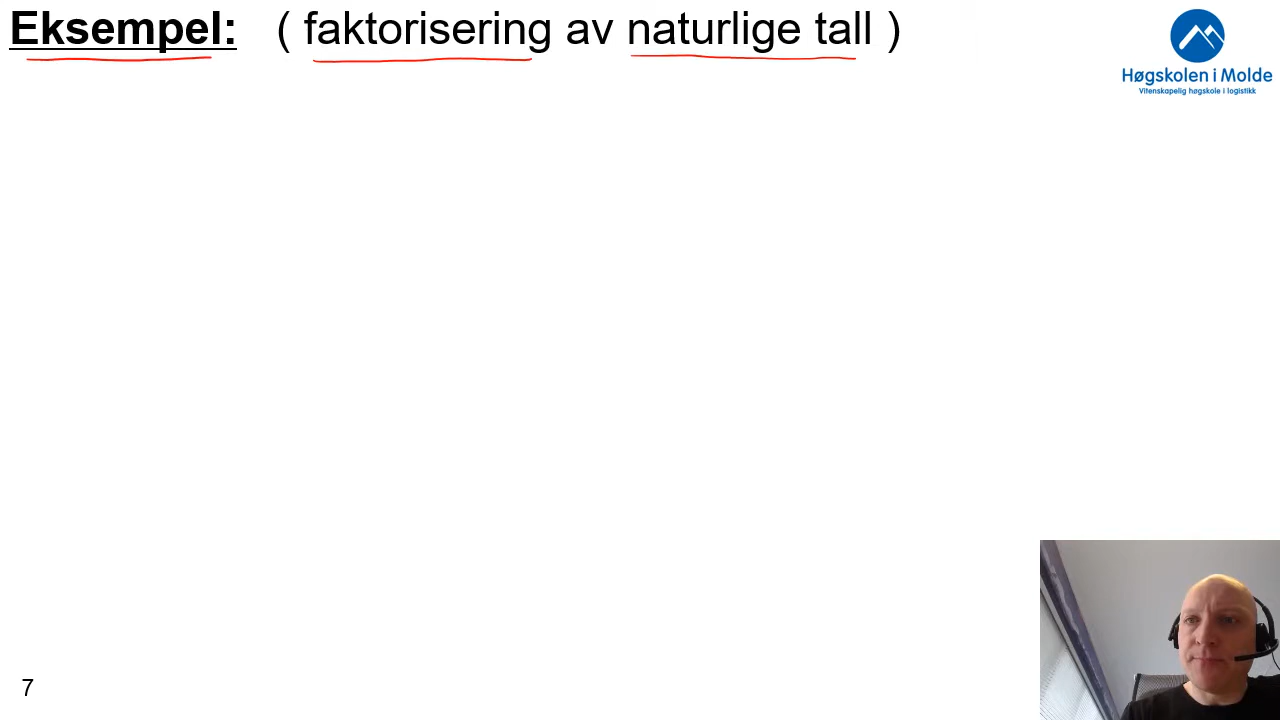 Eksempel: ( faktorisering av naturlige tall )
Høgskolen i Molde
Vitenskapelig høgskole i logistikk
7